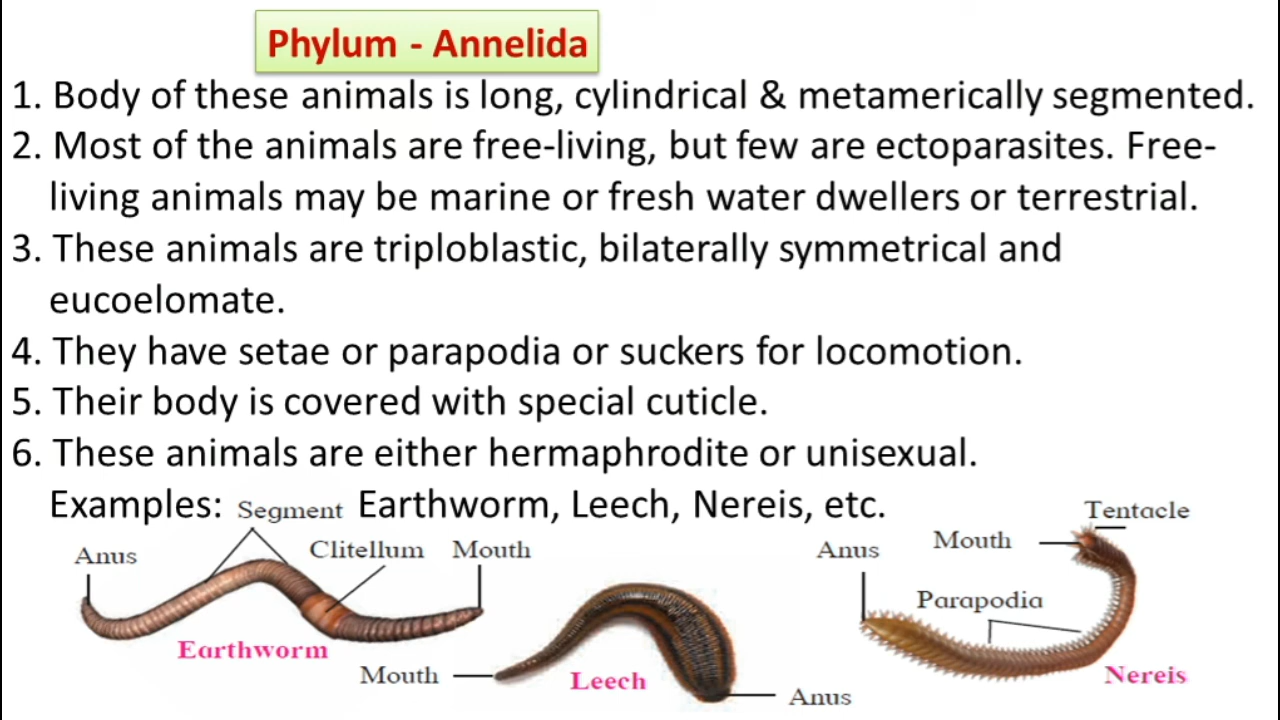 Phylum - Annelida
1. Body of these animals is long, cylindrical & metamerically segmented.
2. Most of the animals are free-living, but few are ectoparasites. Free-
living animals may be marine or fresh water dwellers or terrestrial.
3. These animals are triploblastic, bilaterally symmetrical and
eucoelomate.
4. They have setae or parapodia or suckers for locomotion.
5. Their body is covered with special cuticle.
6. These animals are either hermaphrodite or unisexual.
Examples: Earthworm, Leech, Nereis, etc.
Segment
Anus
Clitellum
Mouth
Earthworm
Mouth
Leech
Anus
Tentacle
Mouth
Anus
Parapodia
Nereis